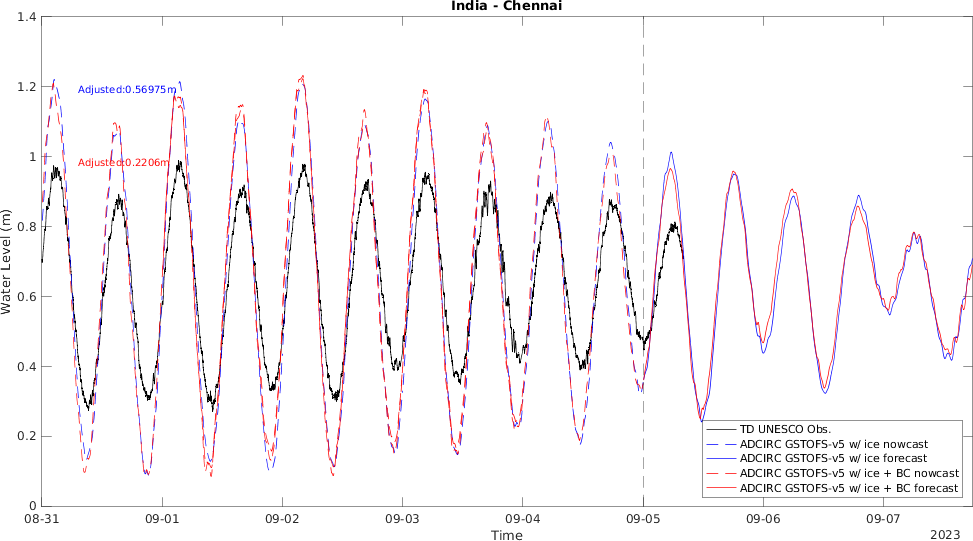 India - Chennai
1.4
1.2
1
0.8
0.6
0.4
0.2
0
Water Level (m)
Adjusted:0.56975m
Adjusted:0.2206m
TD UNESCO Obs.
ADCIRC GSTOFS-v5 w/ ice nowcast
ADCIRC GSTOFS-v5 w/ ice forecast
ADCIRC GSTOFS-v5 w/ ice + BC nowcast
ADCIRC GSTOFS-v5 w/ ice + BC forecast
08-31 09-01 09-02 09-03 09-04 09-05 09-06 09-07
Time
2023